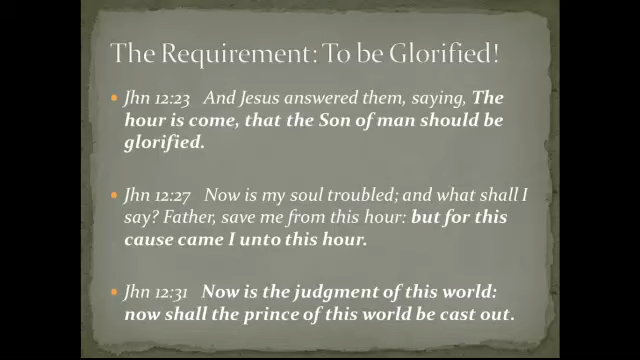 The Requirement: To be Glorified!
• Jhn 12:23 And Jesus answered them, saying, The
hour is come, that the Son of man should be
glorified.
• Jhn 12:27 Now is my soul troubled; and what shall I
say? Father, save me from this hour: but for this
cause came I unto this hour.
• Jhn 12:31 Now is the judgment of this world:
now shall the prince of this world be cast out.